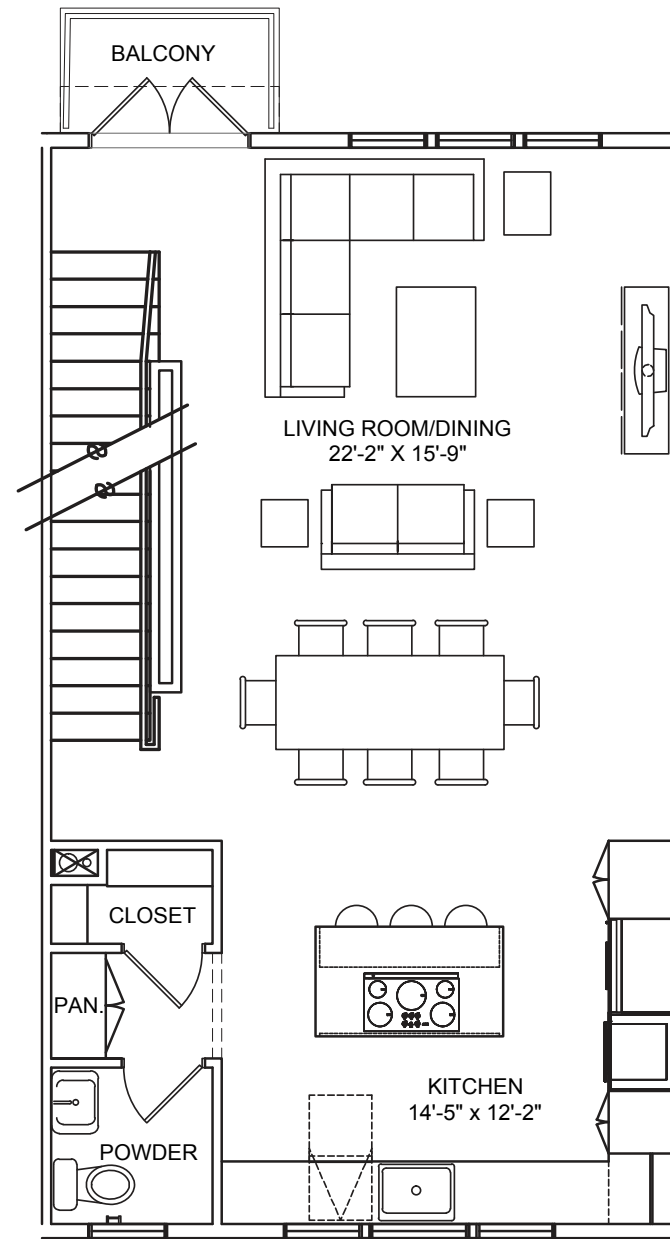 BALCONY
LIVING ROOM/DINING
22'-2" X 15'-9"
CLOSET
PAN.
KITCHEN
14'-5" x 12'-2"
POWDER